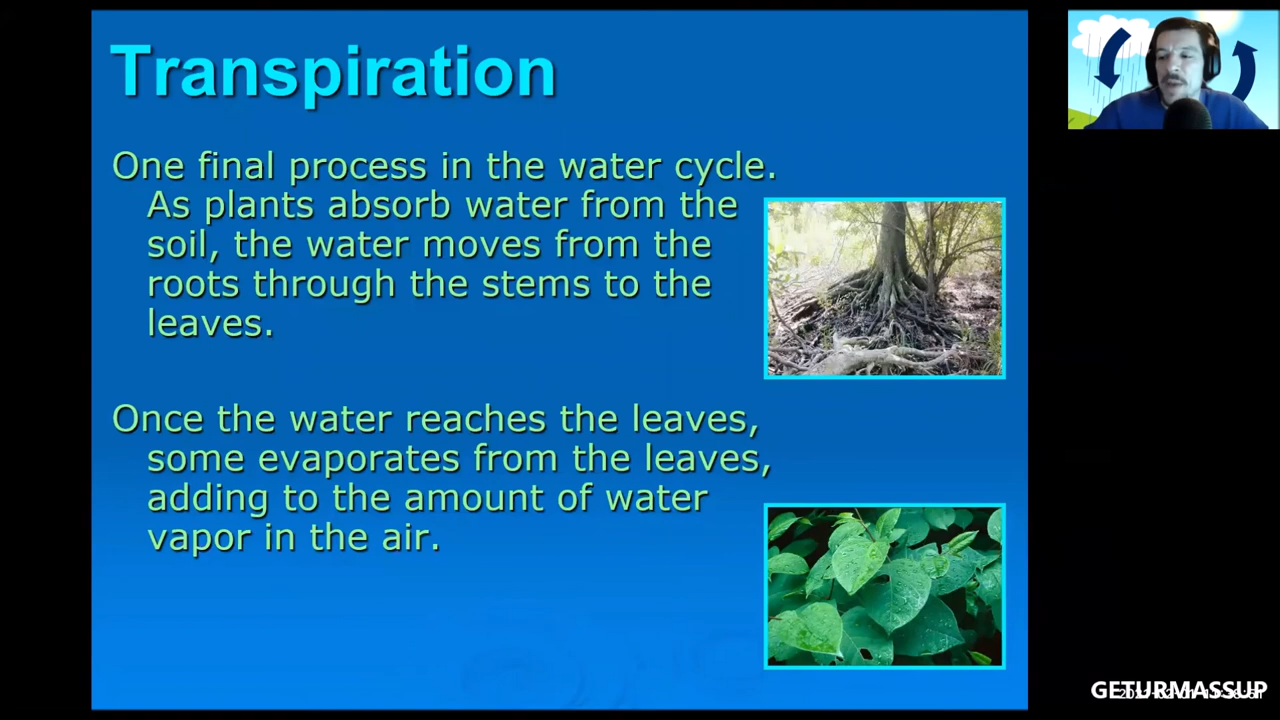 Transpiration
One final process in the water cycle.
As plants absorb water from the
soil, the water moves from the
roots through the stems to the
leaves.
Once the water reaches the leaves,
some evaporates from the leaves,
adding to the amount of water
vapor in the air.
GETURMASSUP